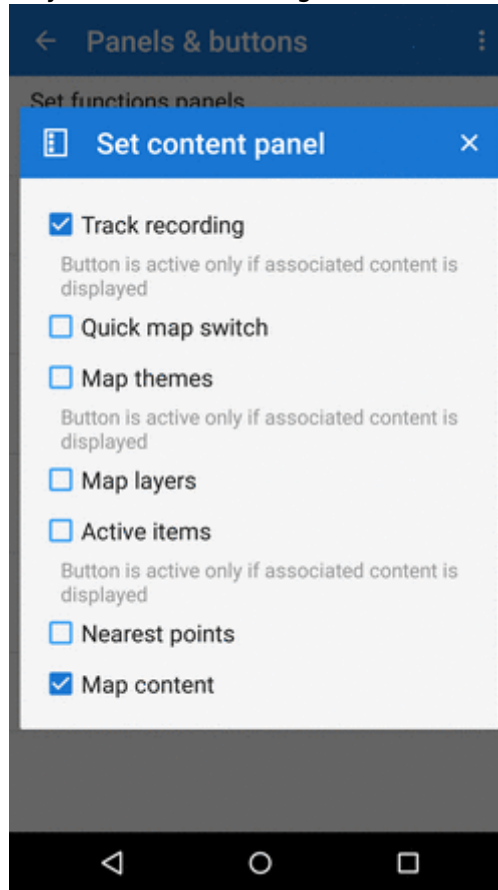 Panels & buttons
Set functions panels
Set content panel
Track recording
Button is active only if associated content is
displayed
Quick map switch
Map themes
Button is active only if associated content is
displayed
Map layers
Active items
Button is active only if associated content is
displayed
Nearest points
Map content